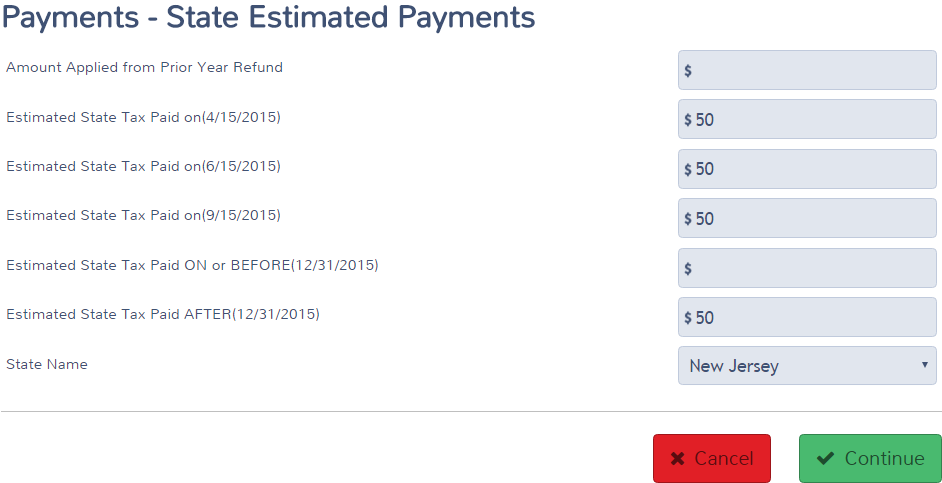 Payments - State Estimated Payments
Amount Applied from Prior Year Refund $
Estimated State Tax Paid on(4/15/2015) $ 50
Estimated State Tax Paid on(6/15/2015) $ 50
Estimated State Tax Paid on(9/15/2015) $ 50
Estimated State Tax Paid ON or BEFORE(12/31/2015) $
Estimated State Tax Paid AFTER(12/31/2015) $ 50
State Name New Jersey
Cancel Continue